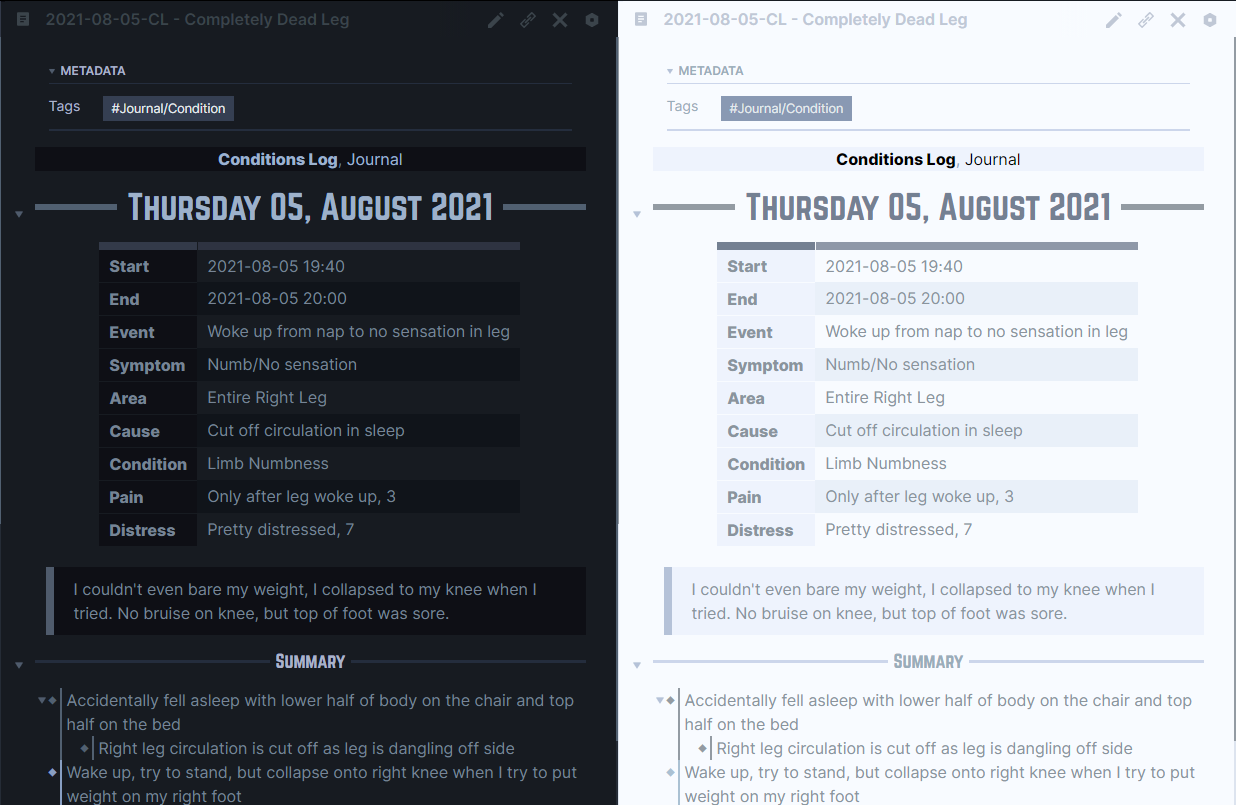 2021-08-05-CL - Completely Dead Leg
METADATA
Tags #Journal/Condition
Conditions Log, Journal
Thursday 05, August 2021
Start 2021-08-05 19:40
End 2021-08-05 20:00
Event Woke up from nap to no sensation in leg
Symptom Numb/No sensation
Area Entire Right Leg
Cause Cut off circulation in sleep
Condition Limb Numbness
Pain Only after leg woke up, 3
Distress Pretty distressed, 7
I couldn't even bare my weight, I collapsed to my knee when I
tried. No bruise on knee, but top of foot was sore.
Summary
Accidentally fell asleep with lower half of body on the chair and top
half on the bed
Right leg circulation is cut off as leg is dangling off side
Wake up, try to stand, but collapse onto right knee when I try to put
weight on my right foot
2021-08-05-CL - Completely Dead Leg
METADATA
Tags #Journal/Condition
Conditions Log, Journal
Thursday 05, August 2021
Start 2021-08-05 19:40
End 2021-08-05 20:00
Event Woke up from nap to no sensation in leg
Symptom Numb/No sensation
Area Entire Right Leg
Cause Cut off circulation in sleep
Condition Limb Numbness
Pain Only after leg woke up, 3
Distress Pretty distressed, 7
I couldn't even bare my weight, I collapsed to my knee when I
tried. No bruise on knee, but top of foot was sore.
Summary
Accidentally fell asleep with lower half of body on the chair and top
half on the bed
Right leg circulation is cut off as leg is dangling off side
Wake up, try to stand, but collapse onto right knee when I try to put
weight on my right foot